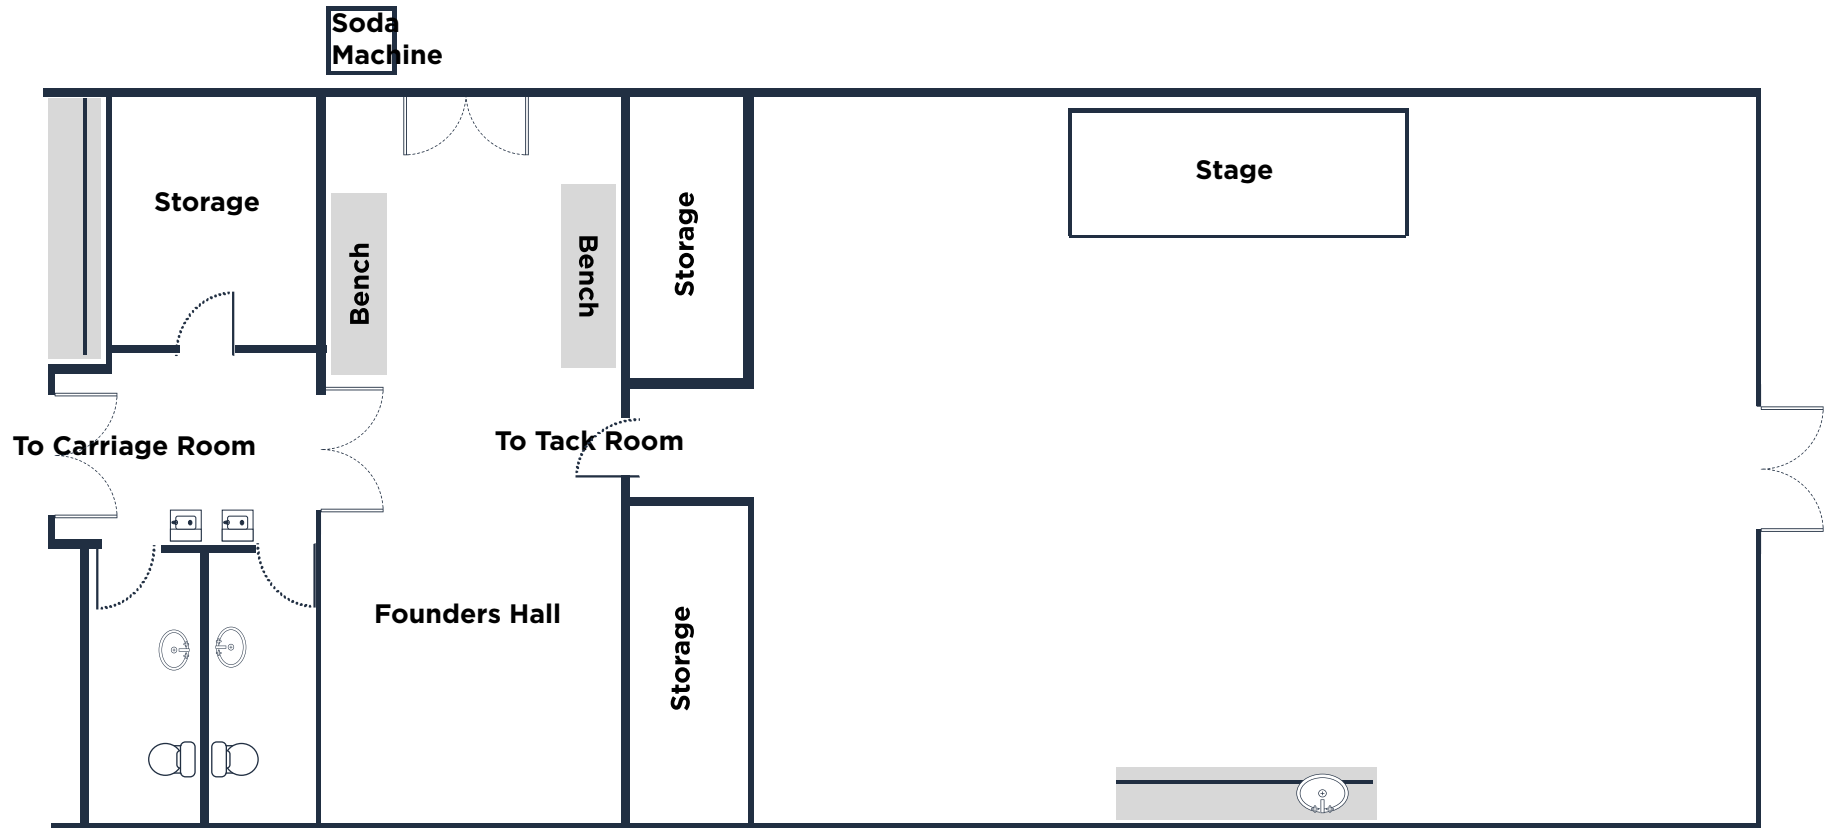 Soda
Machine
Storage
Bench
Bench
Storage
Stage
To Carriage Room
To Tack Room
Founders Hall
Storage